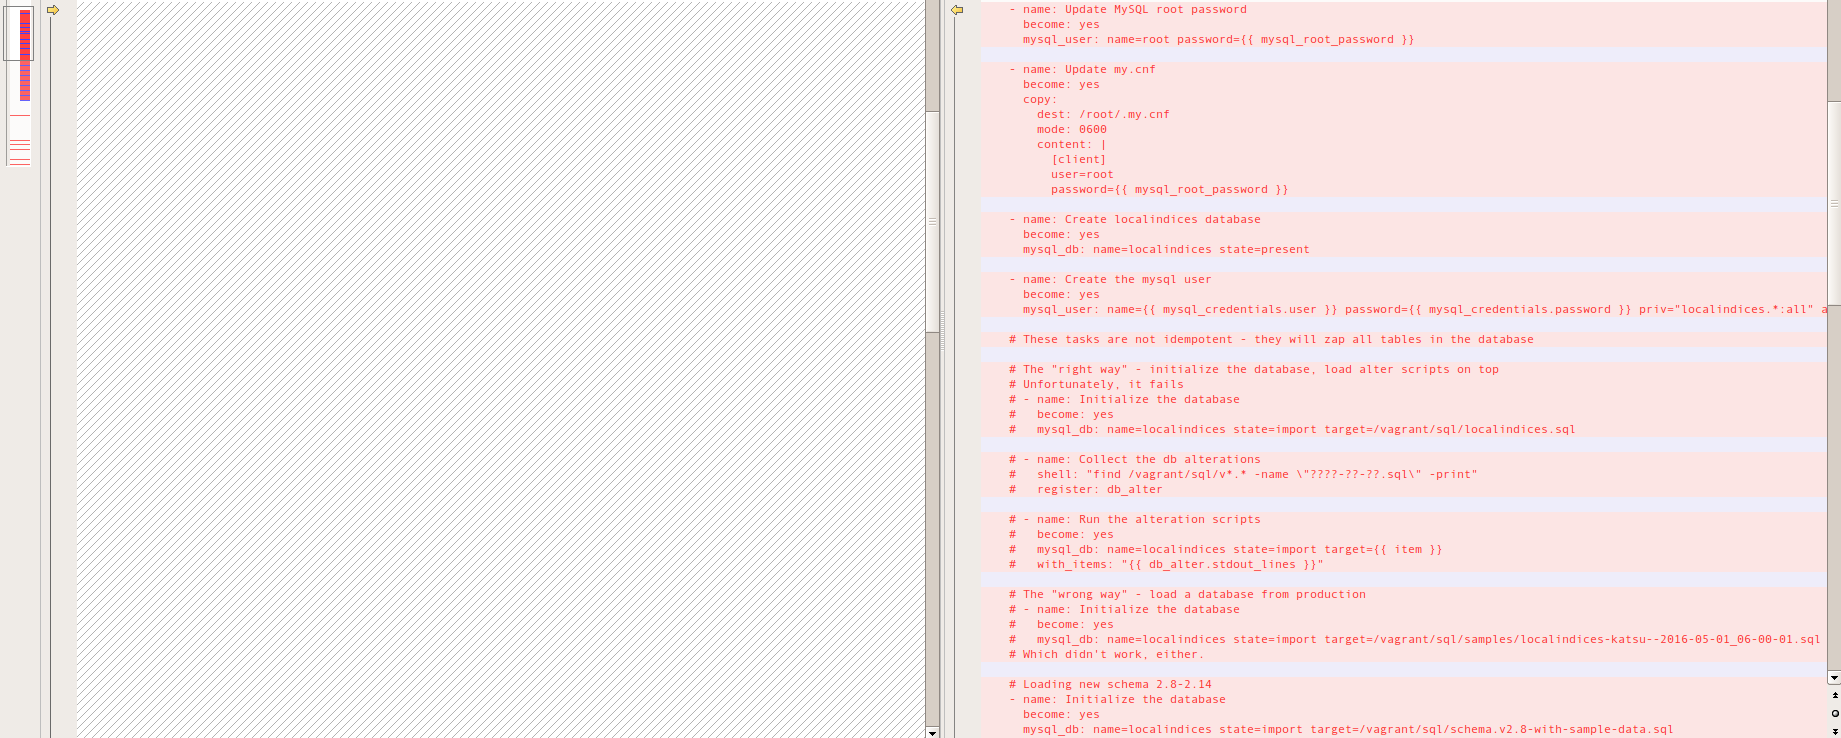 - name: Update MySQL root password
  become: yes
  mysql_user: name=root password={{ mysql_root_password }}

- name: Update my.cnf
  become: yes
  copy:
    dest: /root/.my.cnf
    mode: 0600
    content: |
      [client]
      user=root
      password={{ mysql_root_password }}

- name: Create localindices database
  become: yes
  mysql_db: name=localindices state=present

- name: Create the mysql user
  become: yes
  mysql_user: name={{ mysql_credentials.user }} password={{ mysql_credentials.password }} priv="localindices.*:all" a

# These tasks are not idempotent - they will zap all tables in the database

# The "right way" - initialize the database, load alter scripts on top
# Unfortunately, it fails
# - name: Initialize the database
#   become: yes
#   mysql_db: name=localindices state=import target=/vagrant/sql/localindices.sql

# - name: Collect the db alterations
#   shell: "find /vagrant/sql/v*.* -name \"????-??-??.sql\" -print"
#   register: db_alter

# - name: Run the alteration scripts
#   become: yes
#   mysql_db: name=localindices state=import target={{ item }}
#   with_items: "{{ db_alter.stdout_lines }}"

# The "wrong way" - load a database from production
# - name: Initialize the database
#   become: yes
#   mysql_db: name=localindices state=import target=/vagrant/sql/samples/localindices-katsu--2016-05-01_06-00-01.sql
# Which didn't work, either.

# Loading new schema 2.8-2.14
- name: Initialize the database
  become: yes
  mysql_db: name=localindices state=import target=/vagrant/sql/schema.v2.8-with-sample-data.sql